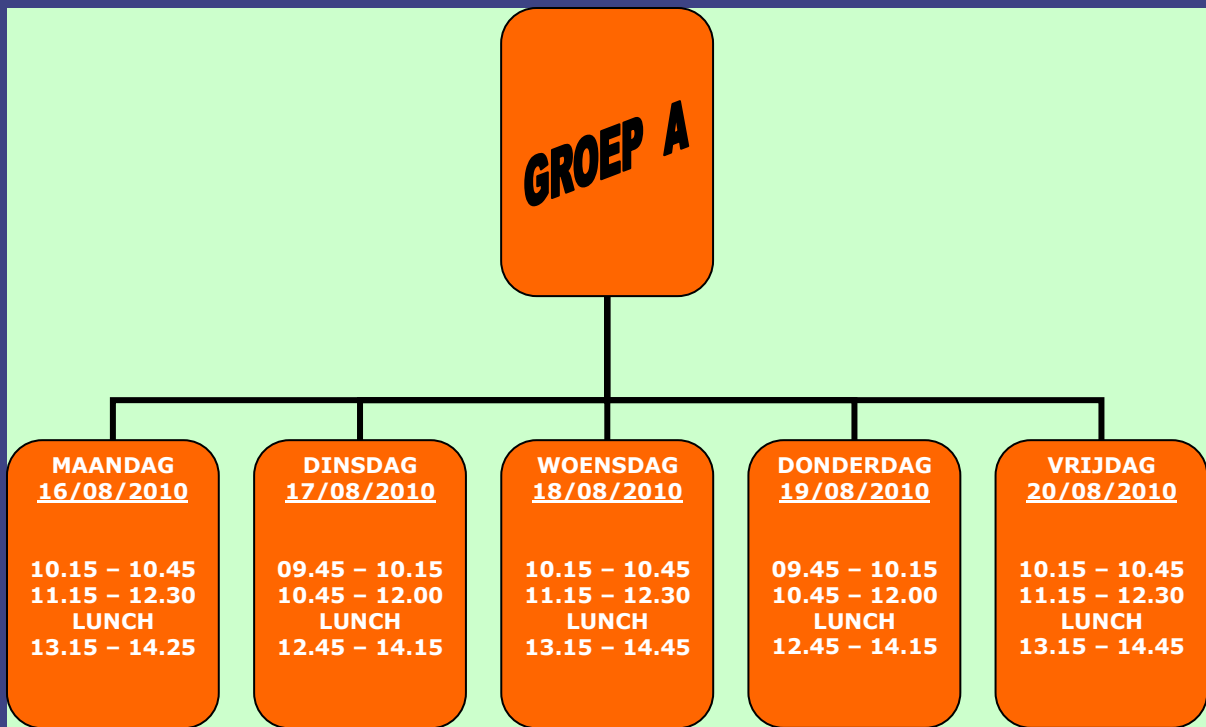 GROEP A
MAANDAG
16/08/2010
10.15 – 10.45
11.15 – 12.30
LUNCH
13.15 – 14.25
DINSDAG
17/08/2010
09.45 – 10.15
10.45 – 12.00
LUNCH
12.45 – 14.15
WOENSDAG
18/08/2010
10.15 – 10.45
11.15 – 12.30
LUNCH
13.15 – 14.45
DONDERDAG
19/08/2010
09.45 – 10.15
10.45 – 12.00
LUNCH
12.45 – 14.15
VRIJDAG
20/08/2010
10.15 – 10.45
11.15 – 12.30
LUNCH
13.15 – 14.45